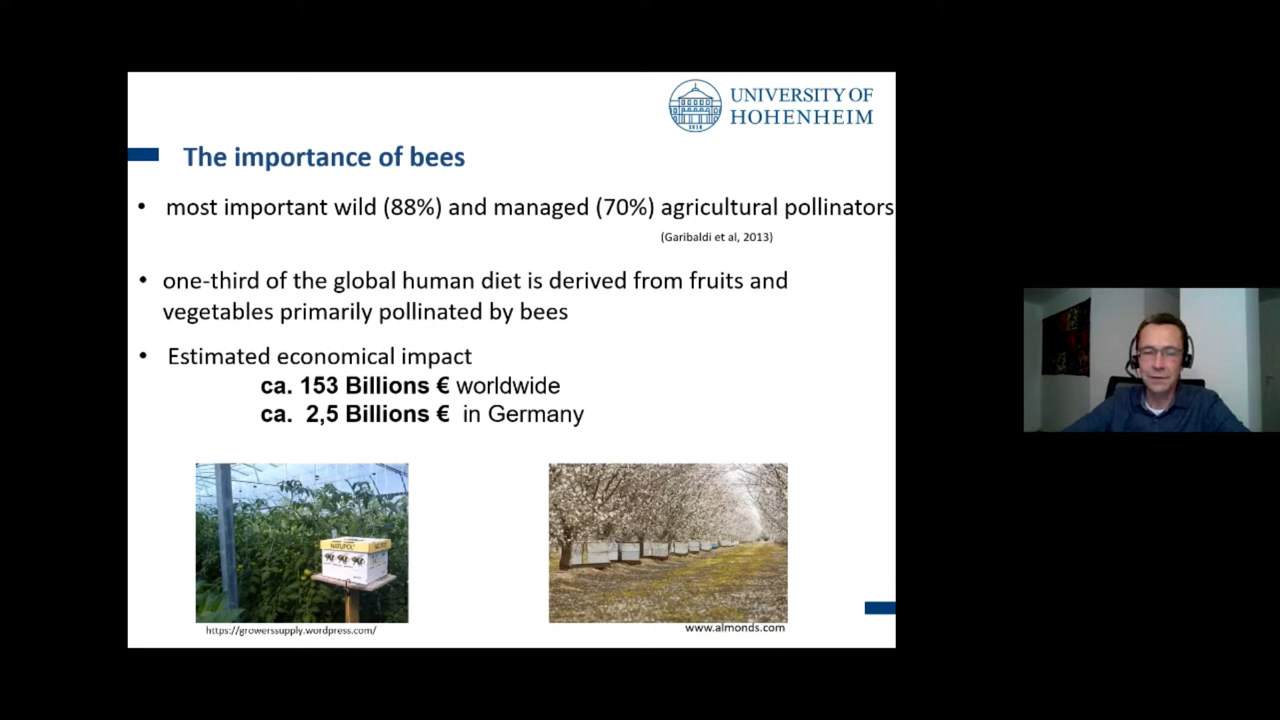 UNIVERSITY OF
HOHENHEIM
The importance of bees
• most important wild (88%) and managed (70%) agricultural pollinators
(Garibaldi et al, 2013)
• one-third of the global human diet is derived from fruits and
vegetables primarily pollinated by bees
• Estimated economical impact
ca. 153 Billions € worldwide
ca. 2,5 Billions € in Germany
NATUPOL
https://growerssupply.wordpress.com/
www.almonds.com